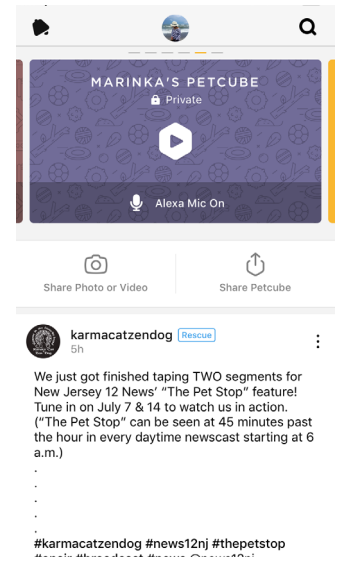 MARINKA'S PETCUBE
Private
Alexa Mic On
Share Photo or Video
Share Petcube
karmacatzendog Rescue
5h
We just got finished taping TWO segments for
New Jersey 12 News’ “The Pet Stop” feature!
Tune in on July 7 & 14 to watch us in action.
(“The Pet Stop” can be seen at 45 minutes past
the hour in every daytime newscast starting at 6
a.m.)
.
.
.
.
.
#karmacatzendog #news12nj #thepetstop